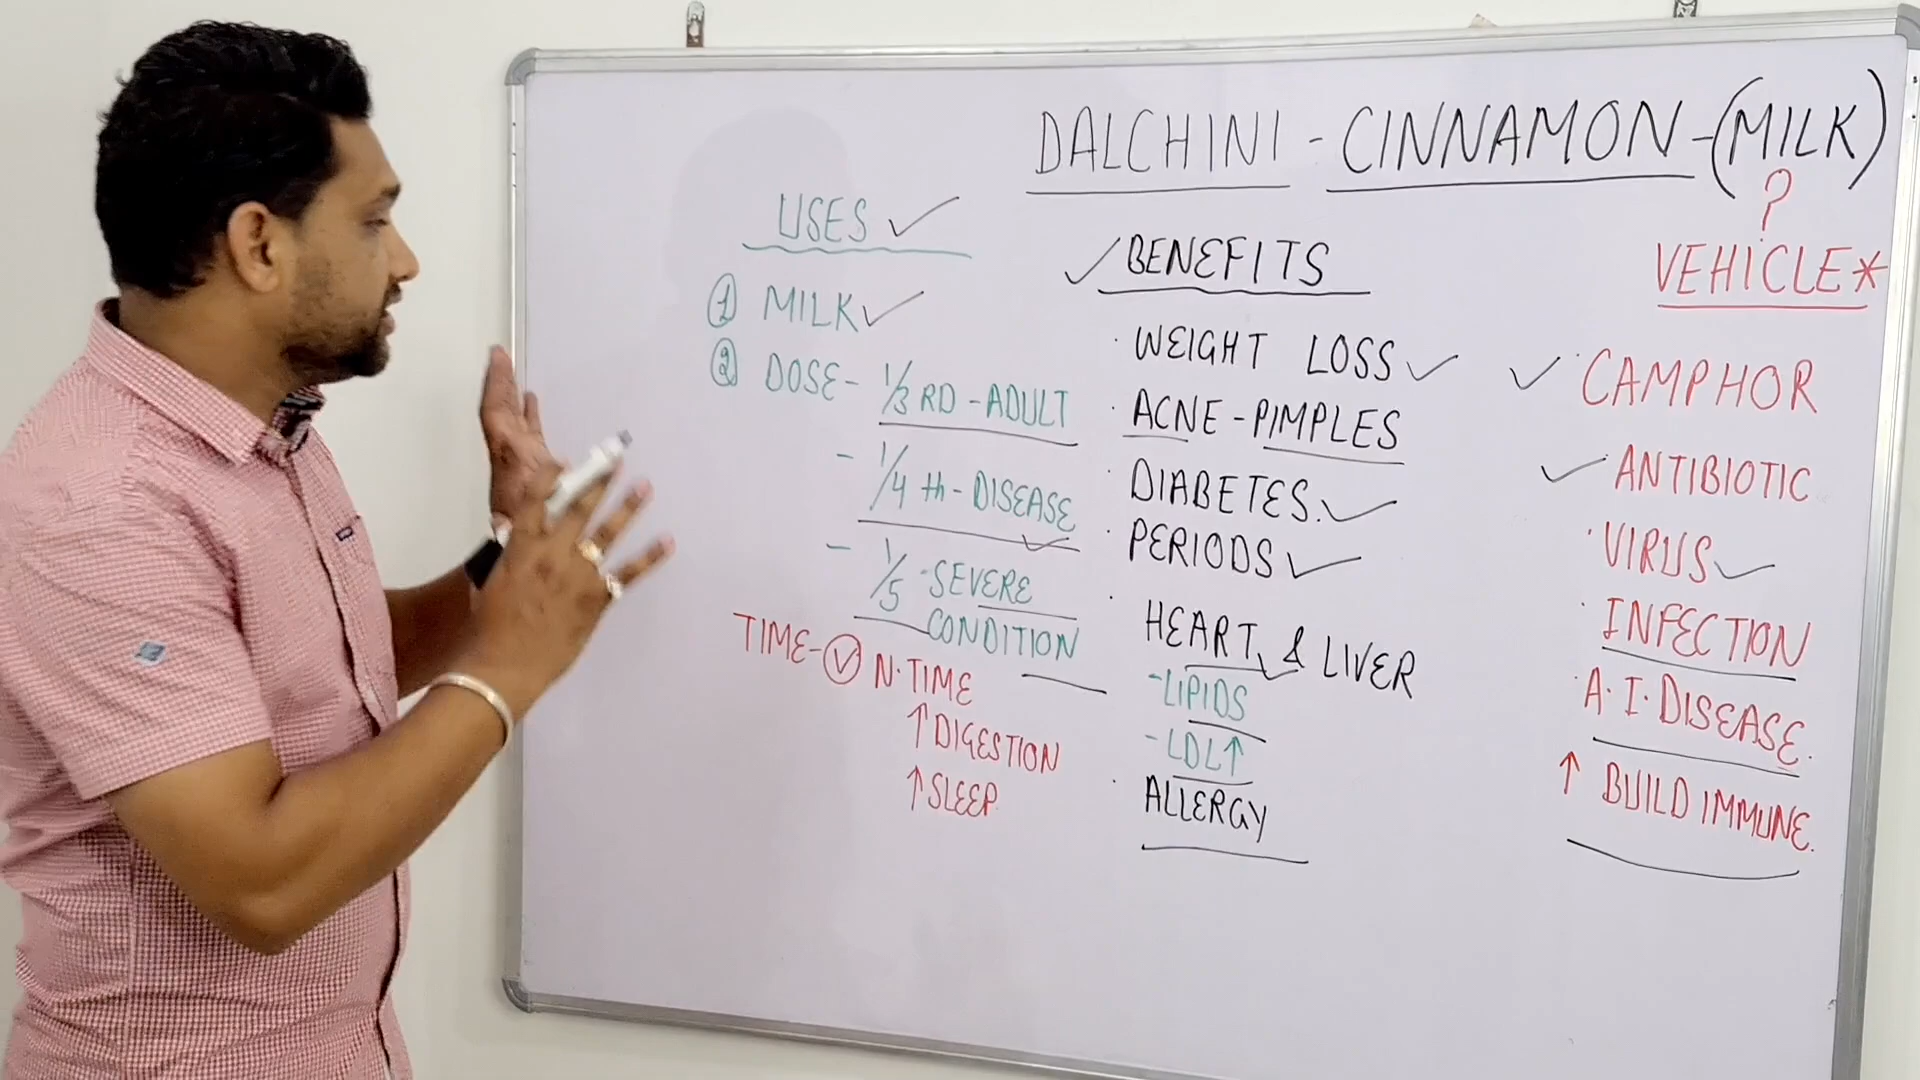 DALCHINI - CINNAMON - (MILK)
?
USES ✓
① MILK ✓
② DOSE - 1/3 RD - ADULT
- 1/4 th - DISEASE
- 1/5 - SEVERE
CONDITION
TIME - ✓ N. TIME
↑ DIGESTION
↑ SLEEP
✓ BENEFITS
· WEIGHT LOSS ✓
· ACNE - PIMPLES
· DIABETES. ✓
· PERIODS ✓
· HEART & LIVER
- LIPIDS
- LDL ↑
· ALLERGY
VEHICLE*
✓ · CAMPHOR
✓ ANTIBIOTIC
· VIRUS ✓
· INFECTION
· A. I. DISEASE.
↑ BUILD IMMUNE.